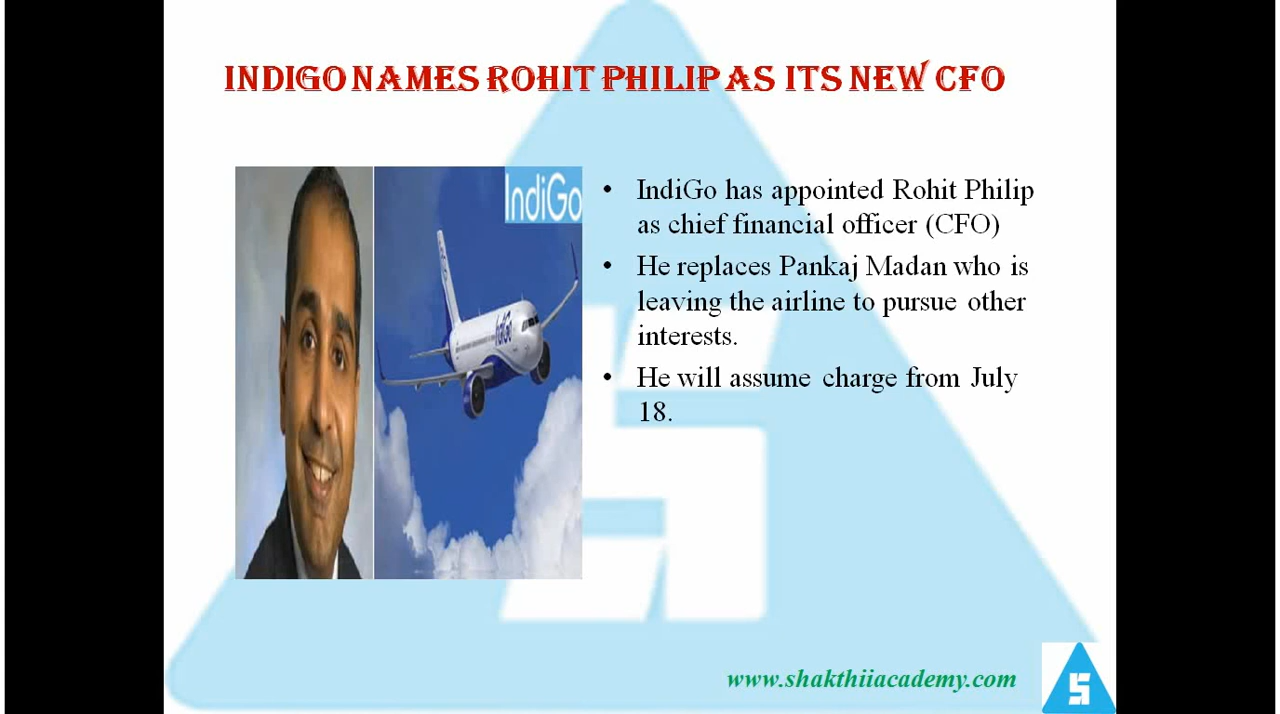 INDIGO NAMES ROHIT PHILIP AS ITS NEW CFO
IndiGo
IndiGo
• IndiGo has appointed Rohit Philip
as chief financial officer (CFO)
• He replaces Pankaj Madan who is
leaving the airline to pursue other
interests.
• He will assume charge from July
18.
www.shakthiiacademy.com
S